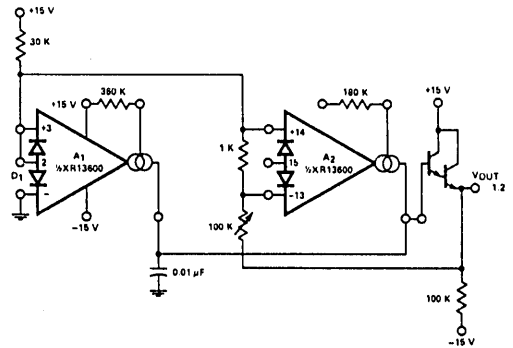 +15 V
30 K
+15 V
360 K
180 K
+15 V
+3
A1
½XR13600
2
D1
-
-15 V
+14
A2
½XR13600
15
-13
1 K
100 K
VOUT
1.2
0.01 µF
100 K
-15 V